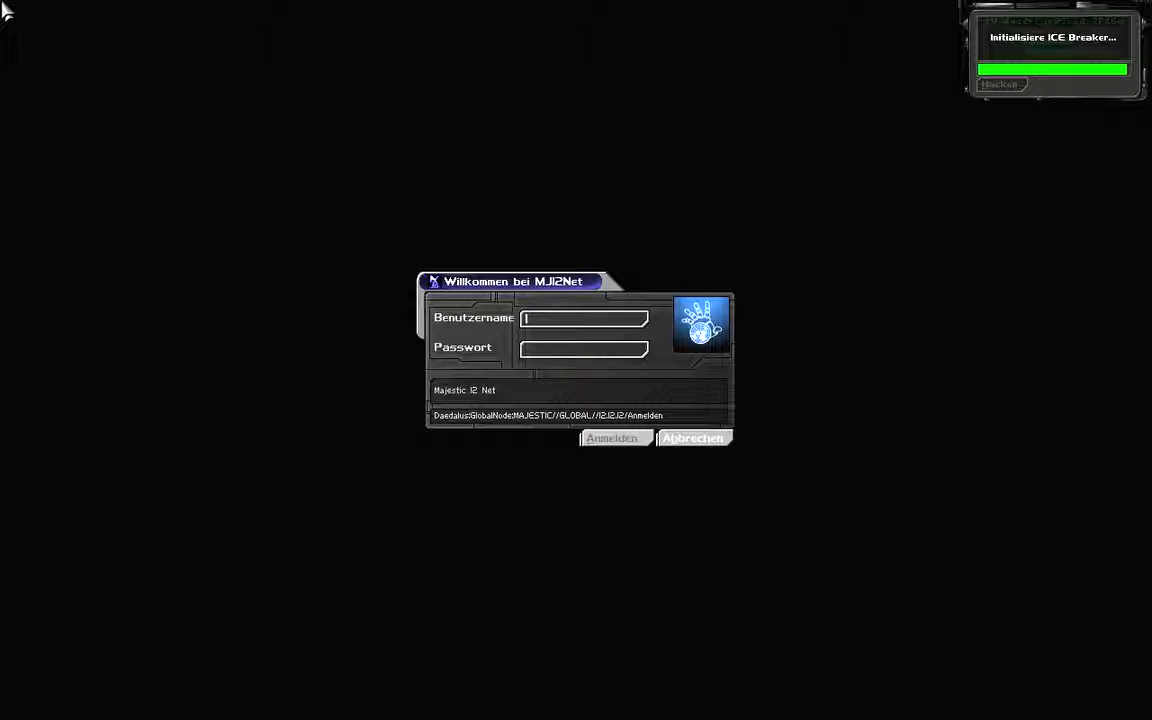 Initialisiere ICE Breaker...
Hacken
Willkommen bei MJ12Net
Benutzername
Passwort
Majestic 12 Net
Daedalus:GlobalNode:MAJESTIC//GLOBAL//12.12.12/Anmelden
Anmelden
Abbrechen